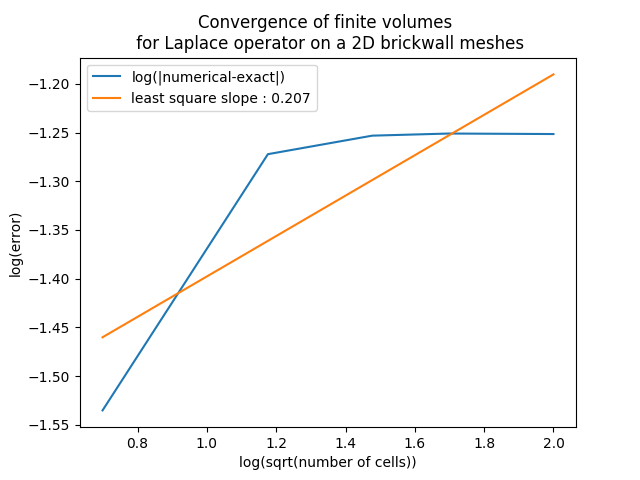 Convergence of finite volumes
for Laplace operator on a 2D brickwall meshes
log(|numerical-exact|)
least square slope : 0.207
log(error)
−1.20
−1.25
−1.30
−1.35
−1.40
−1.45
−1.50
−1.55
0.8
1.0
1.2
1.4
1.6
1.8
2.0
log(sqrt(number of cells))